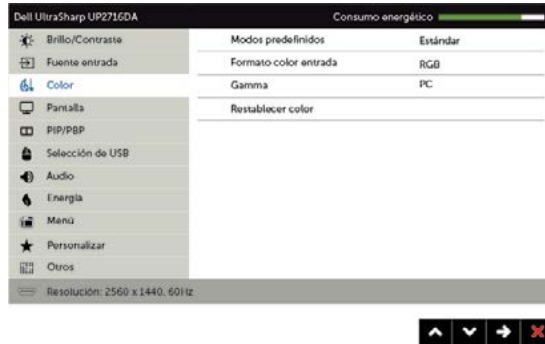 Dell UltraSharp UP2716DA
Consumo energético
Brillo/Contraste
Modos predefinidos Estándar
Fuente entrada
Formato color entrada RGB
Color
Gamma PC
Pantalla
Restablecer color
PIP/PBP
Selección de USB
Audio
Energía
Menú
Personalizar
Otros
Resolución: 2560 x 1440, 60Hz